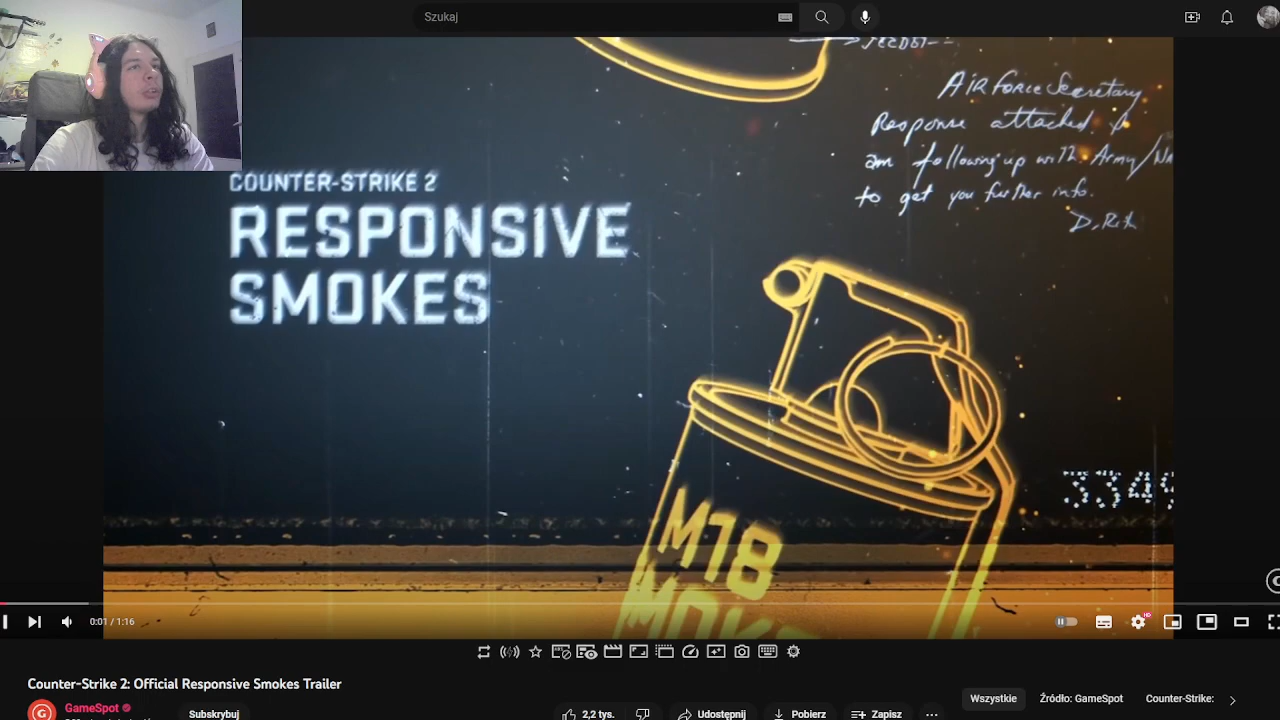 Szukaj
AIR Force Secretary
Response attached. I
am following up with Army/
to get you further info.
COUNTER-STRIKE 2
RESPONSIVE
SMOKES
M18
0:01 / 1:16
Counter-Strike 2: Official Responsive Smokes Trailer
GameSpot
Subskrybuj
2,2 tys.
Udostępnij
Pobierz
Zapisz
Wszystkie
Źródło: GameSpot
Counter-Strike: